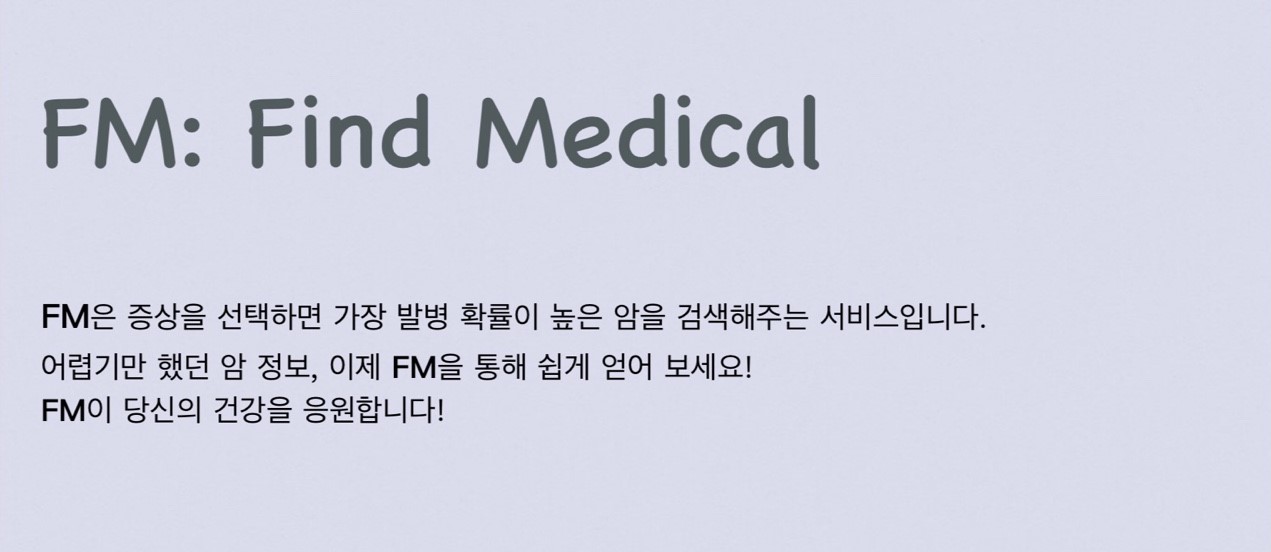 FM: Find Medical
FM은 증상을 선택하면 가장 발병 확률이 높은 암을 검색해주는 서비스입니다.
어렵기만 했던 암 정보, 이제 FM을 통해 쉽게 얻어 보세요!
FM이 당신의 건강을 응원합니다!